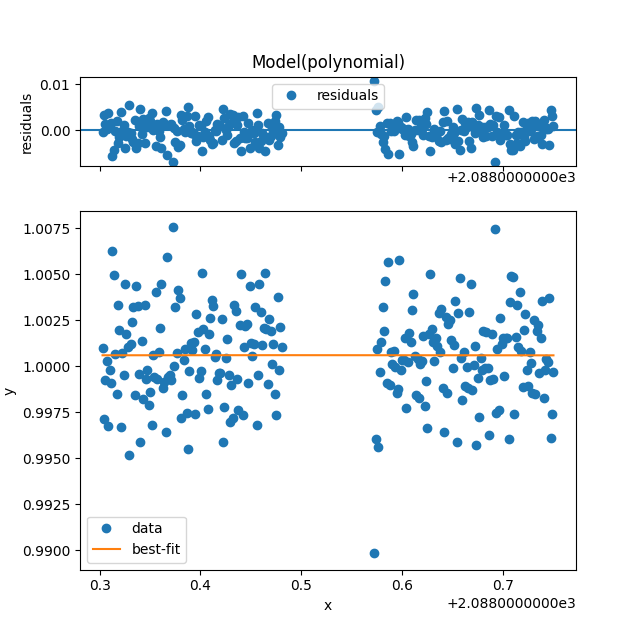 Model(polynomial)
0.01
0.00
residuals
residuals
+2.0880000000e3
1.0075
1.0050
1.0025
1.0000
0.9975
0.9950
0.9925
0.9900
y
data
best-fit
0.3 0.4 0.5 0.6 0.7
x
+2.0880000000e3